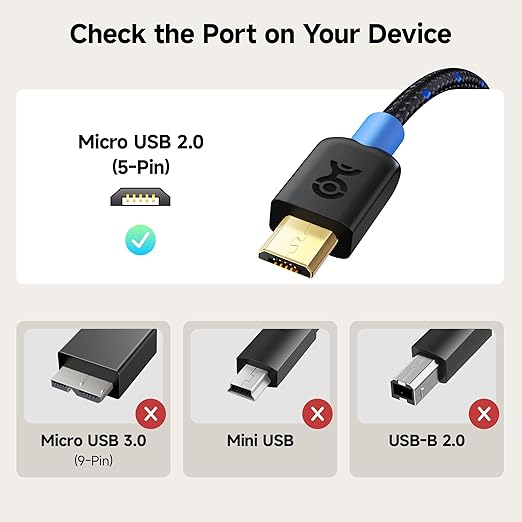 Check the Port on Your Device
Micro USB 2.0
(5-Pin)
Micro USB 3.0
(9-Pin)
Mini USB
USB-B 2.0